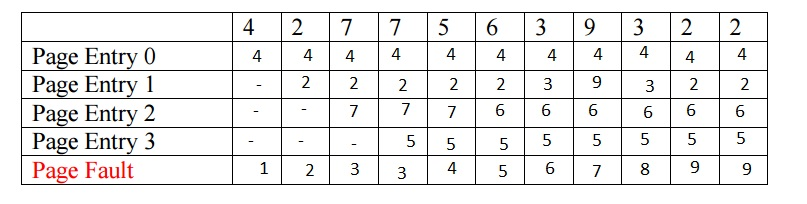 4 2 7 7 5 6 3 9 3 2 2
Page Entry 0 4 4 4 4 4 4 4 4 4 4 4
Page Entry 1 - 2 2 2 2 2 3 9 3 2 2
Page Entry 2 - - 7 7 7 6 6 6 6 6 6
Page Entry 3 - - - 5 5 5 5 5 5 5 5
Page Fault 1 2 3 3 4 5 6 7 8 9 9